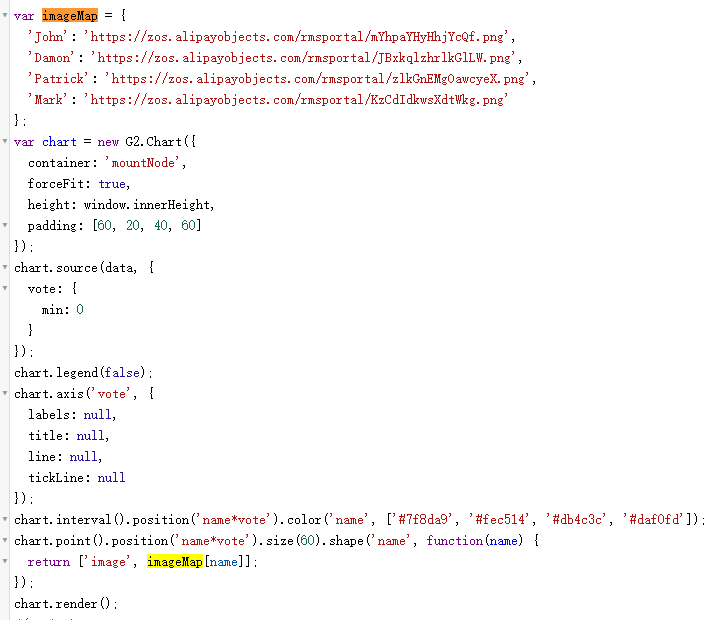 var imageMap = {
  'John': 'https://zos.alipayobjects.com/rmsportal/mYhpaYHyHhjYcQf.png',
  'Damon': 'https://zos.alipayobjects.com/rmsportal/JBxkqlzhrlkGlLW.png',
  'Patrick': 'https://zos.alipayobjects.com/rmsportal/zlkGnEMgOawcyeX.png',
  'Mark': 'https://zos.alipayobjects.com/rmsportal/KzCdIdkwsXdtWkg.png'
};
var chart = new G2.Chart({
  container: 'mountNode',
  forceFit: true,
  height: window.innerHeight,
  padding: [60, 20, 40, 60]
});
chart.source(data, {
  vote: {
    min: 0
  }
});
chart.legend(false);
chart.axis('vote', {
  labels: null,
  title: null,
  line: null,
  tickLine: null
});
chart.interval().position('name*vote').color('name', ['#7f8da9', '#fec514', '#db4c3c', '#daf0fd']);
chart.point().position('name*vote').size(60).shape('name', function(name) {
  return ['image', imageMap[name]];
});
chart.render();